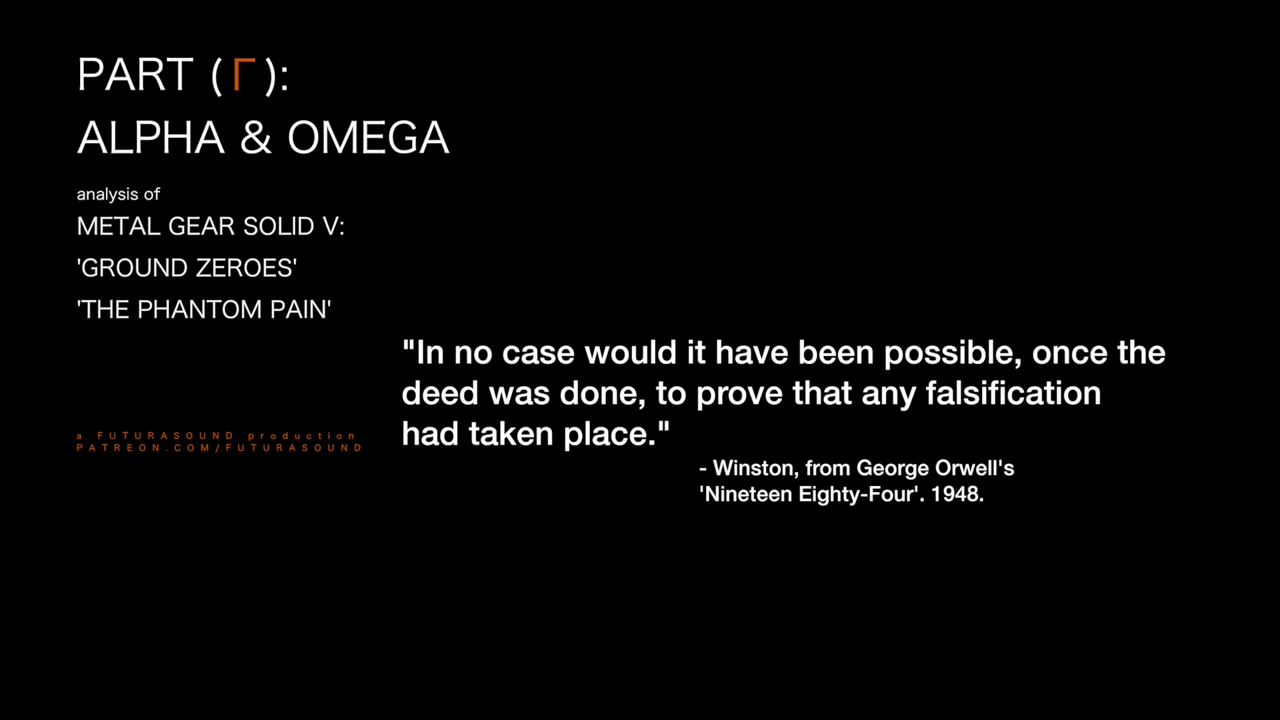 PART (Γ):
ALPHA & OMEGA
analysis of
METAL GEAR SOLID V:
'GROUND ZEROES'
'THE PHANTOM PAIN'
"In no case would it have been possible, once the
deed was done, to prove that any falsification
had taken place."
- Winston, from George Orwell's
'Nineteen Eighty-Four'. 1948.
a FUTURASOUND production
PATREON.COM/FUTURASOUND